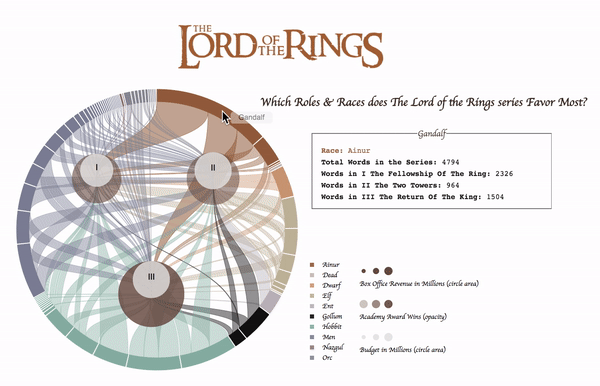 THE
LORD OF THE RINGS
Which Roles & Races does The Lord of the Rings series Favor Most?
Gandalf
Gandalf
Race: Ainur
Total Words in the Series: 4794
Words in I The Fellowship Of The Ring: 2326
Words in II The Two Towers: 964
Words in III The Return Of The King: 1504
I
II
III
Ainur
Dead
Dwarf
Elf
Ent
Gollum
Hobbit
Men
Nazgul
Orc
Box Office Revenue in Millions (circle area)
Academy Award Wins (opacity)
Budget in Millions (circle area)